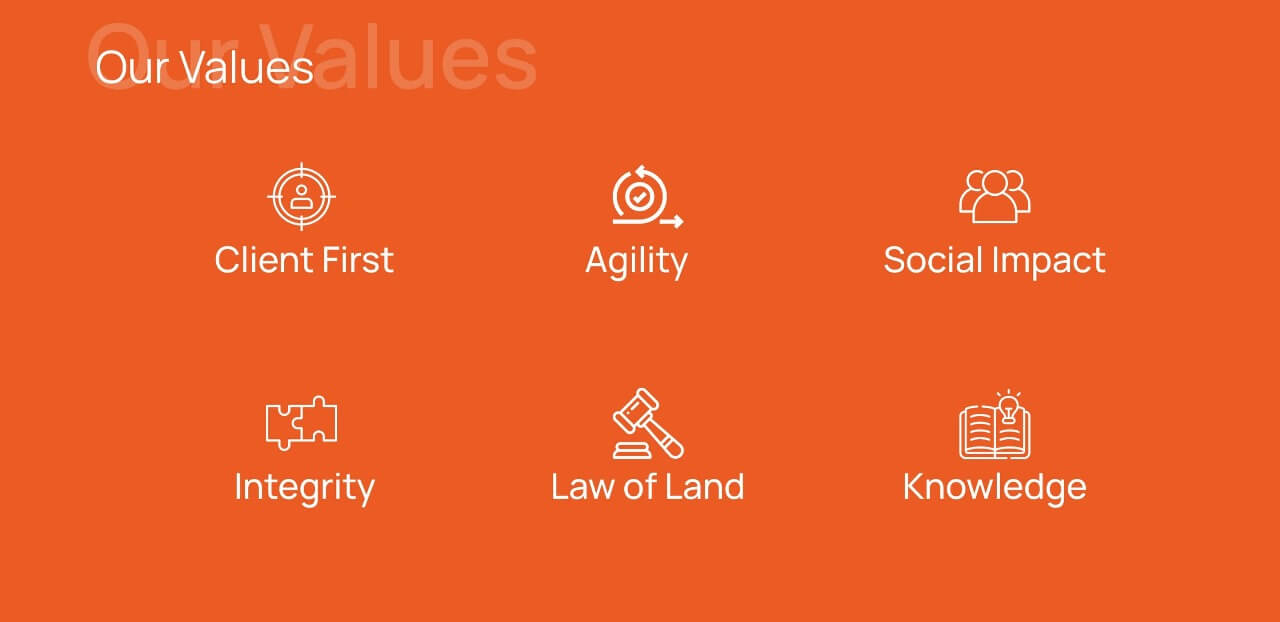 Our Values
Our Values
Client First
Agility
Social Impact
Integrity
Law of Land
Knowledge